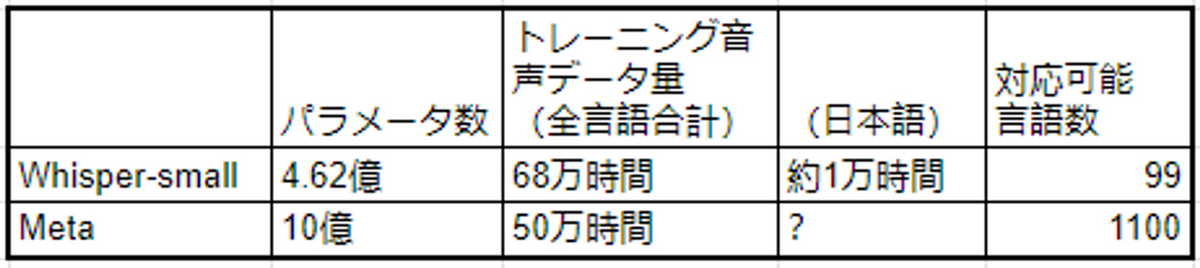 パラメータ数
トレーニング音
声データ量
（全言語合計）
（日本語）
対応可能
言語数
Whisper-small 4.62億 68万時間 約1万時間 99
Meta 10億 50万時間 ? 1100